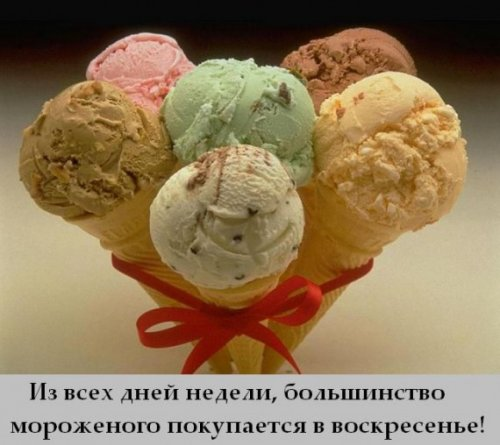 Из всех дней недели, большинство
мороженого покупается в воскресенье!